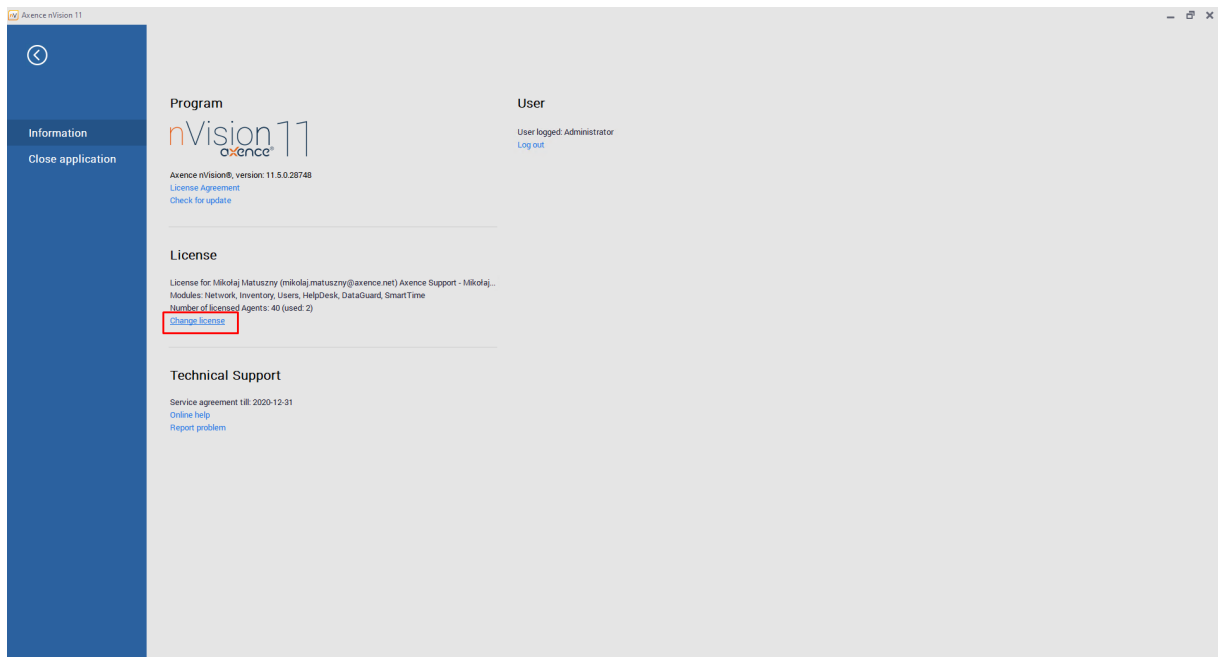 Axence nVision 11
Information
Close application
Program
nVision 11
axence®
Axence nVision®, version: 11.5.0.28748
License Agreement
Check for update
License
License for: Mikołaj Matuszny (mikolaj.matuszny@axence.net) Axence Support - Mikołaj...
Modules: Network, Inventory, Users, HelpDesk, DataGuard, SmartTime
Number of licensed Agents: 40 (used: 2)
Change license
Technical Support
Service agreement till: 2020-12-31
Online help
Report problem
User
User logged: Administrator
Log out